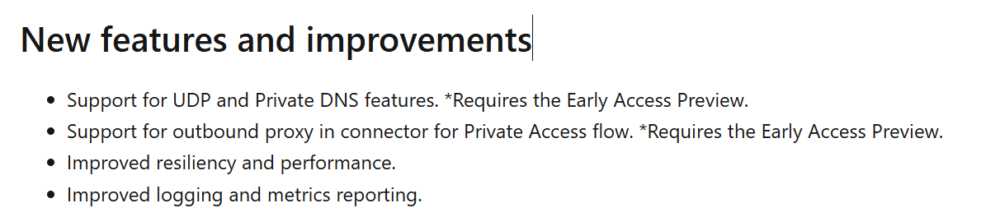 New features and improvements
• Support for UDP and Private DNS features. *Requires the Early Access Preview.
• Support for outbound proxy in connector for Private Access flow. *Requires the Early Access Preview.
• Improved resiliency and performance.
• Improved logging and metrics reporting.